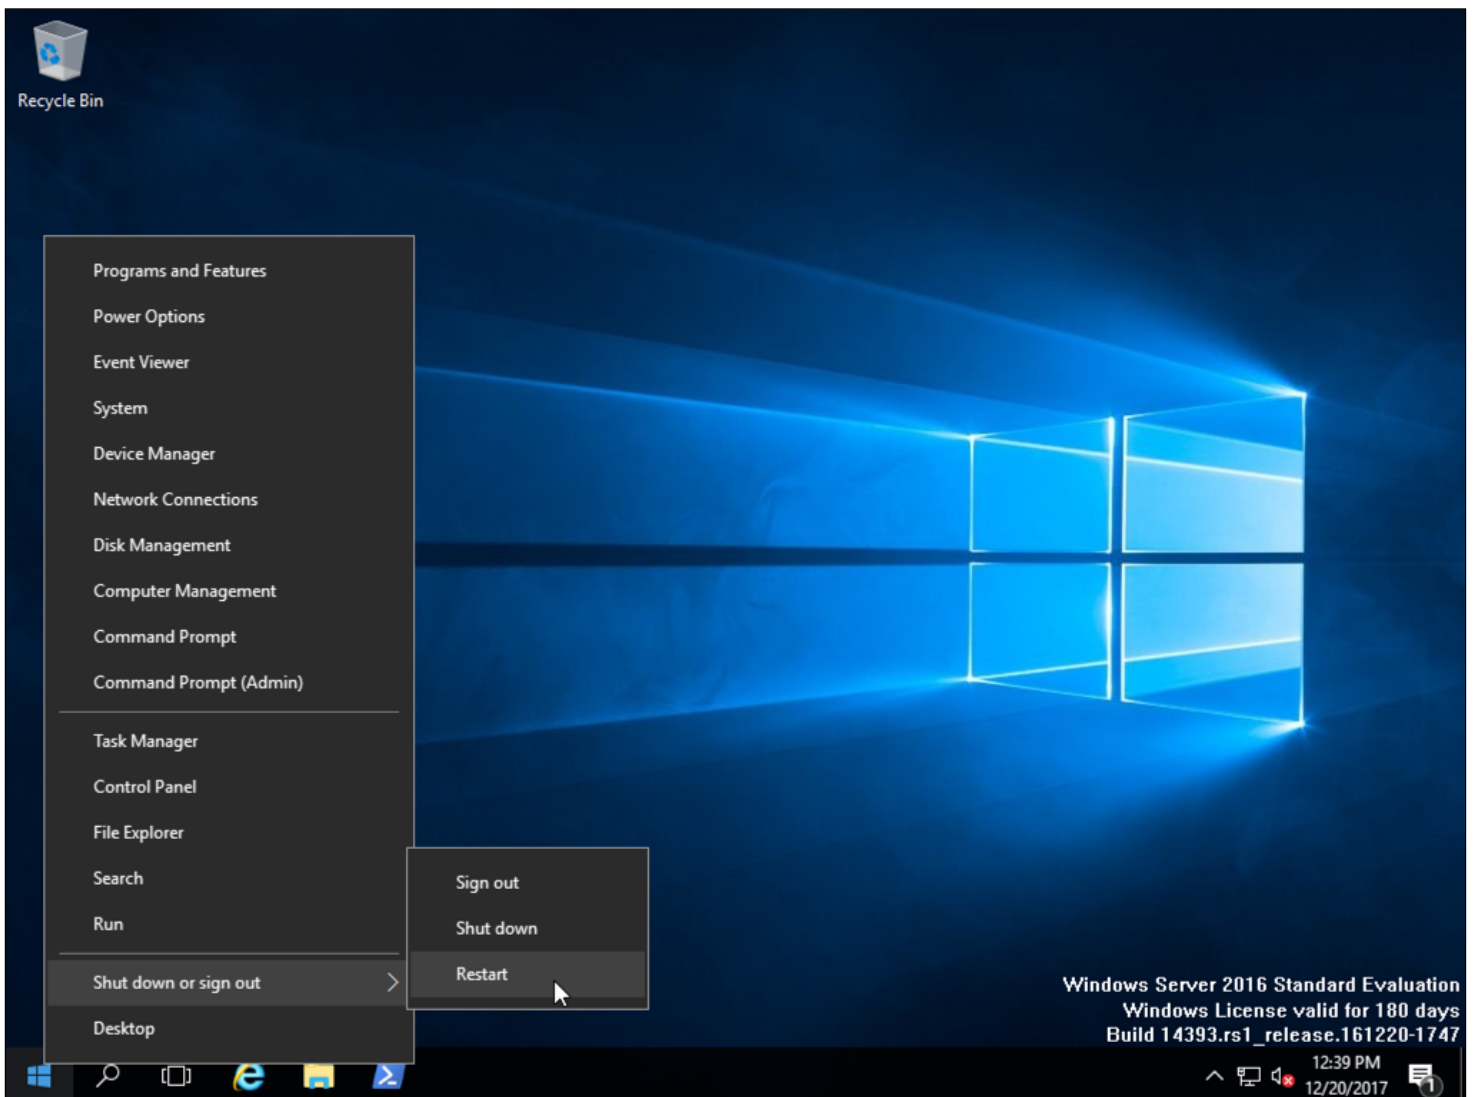 Recycle Bin
Programs and Features
Power Options
Event Viewer
System
Device Manager
Network Connections
Disk Management
Computer Management
Command Prompt
Command Prompt (Admin)
Task Manager
Control Panel
File Explorer
Search
Run
Shut down or sign out
Desktop
Sign out
Shut down
Restart
Windows Server 2016 Standard Evaluation
Windows License valid for 180 days
Build 14393.rs1_release.161220-1747
12:39 PM
12/20/2017
1